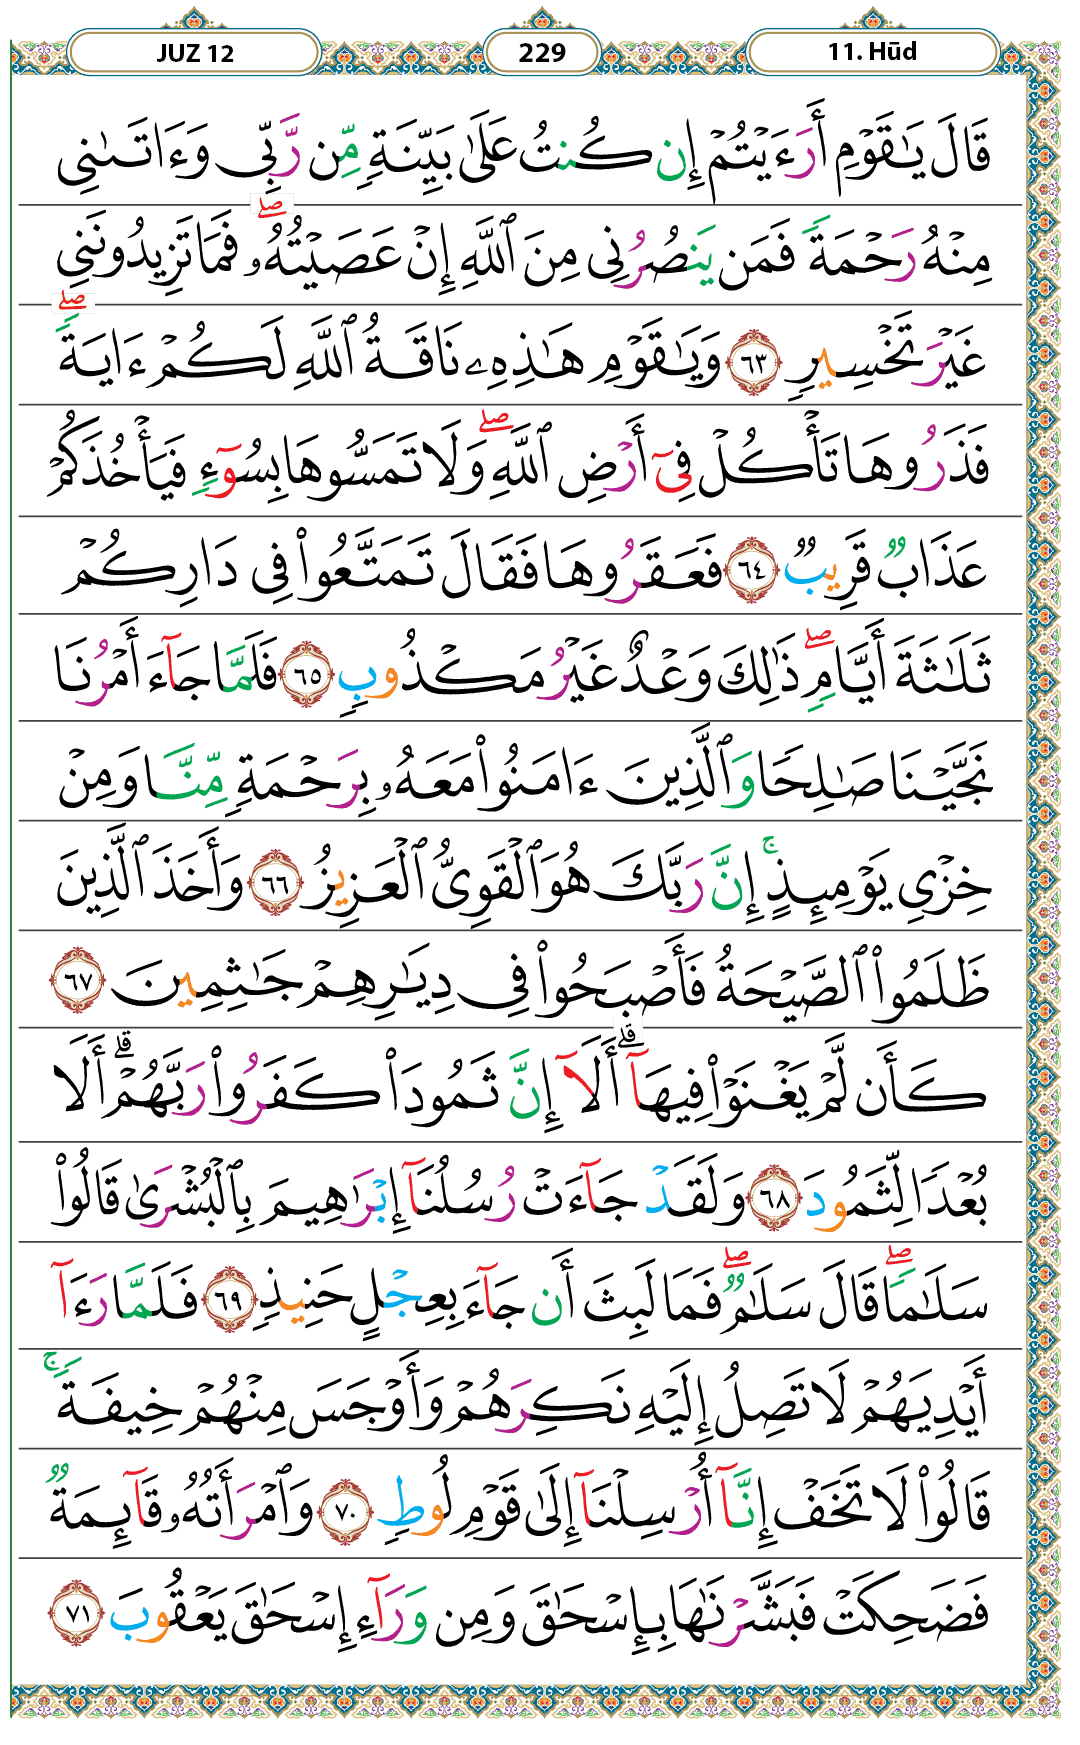 JUZ 12
229
11. Hūd
قَالَ يَـٰقَوْمِ أَرَءَيْتُمْ إِن كُنتُ عَلَىٰ بَيِّنَةٍ مِّن رَّبِّى وَءَاتَىٰنِى
مِنْهُ رَحْمَةً فَمَن يَنصُرُنِى مِنَ ٱللَّهِ إِنْ عَصَيْتُهُۥ ۖ فَمَا تَزِيدُونَنِى
غَيْرَ تَخْسِيرٍ ٦٣ وَيَـٰقَوْمِ هَـٰذِهِۦ نَاقَةُ ٱللَّهِ لَكُمْ ءَايَةً ۖ
فَذَرُوهَا تَأْكُلْ فِىٓ أَرْضِ ٱللَّهِ ۖ وَلَا تَمَسُّوهَا بِسُوٓءٍ فَيَأْخُذَكُمْ
عَذَابٌ قَرِيبٌ ٦٤ فَعَقَرُوهَا فَقَالَ تَمَتَّعُوا۟ فِى دَارِكُمْ
ثَلَـٰثَةَ أَيَّامٍ ۖ ذَٰلِكَ وَعْدٌ غَيْرُ مَكْذُوبٍ ٦٥ فَلَمَّا جَآءَ أَمْرُنَا
نَجَّيْنَا صَـٰلِحًا وَٱلَّذِينَ ءَامَنُوا۟ مَعَهُۥ بِرَحْمَةٍ مِّنَّا وَمِنْ
خِزْىِ يَوْمِئِذٍ ۚ إِنَّ رَبَّكَ هُوَ ٱلْقَوِىُّ ٱلْعَزِيزُ ٦٦ وَأَخَذَ ٱلَّذِينَ
ظَلَمُوا۟ ٱلصَّيْحَةُ فَأَصْبَحُوا۟ فِى دِيَـٰرِهِمْ جَـٰثِمِينَ ٦٧
كَأَن لَّمْ يَغْنَوْا۟ فِيهَآ ۗ أَلَآ إِنَّ ثَمُودَا۟ كَفَرُوا۟ رَبَّهُمْ ۗ أَلَا
بُعْدًا لِّثَمُودَ ٦٨ وَلَقَدْ جَآءَتْ رُسُلُنَآ إِبْرَٰهِيمَ بِٱلْبُشْرَىٰ قَالُوا۟
سَلَـٰمًا ۖ قَالَ سَلَـٰمٌ ۖ فَمَا لَبِثَ أَن جَآءَ بِعِجْلٍ حَنِيذٍ ٦٩ فَلَمَّا رَءَآ
أَيْدِيَهُمْ لَا تَصِلُ إِلَيْهِ نَكِرَهُمْ وَأَوْجَسَ مِنْهُمْ خِيفَةً ۚ
قَالُوا۟ لَا تَخَفْ إِنَّآ أُرْسِلْنَآ إِلَىٰ قَوْمِ لُوطٍ ٧٠ وَٱمْرَأَتُهُۥ قَآئِمَةٌ
فَضَحِكَتْ فَبَشَّرْنَـٰهَا بِإِسْحَـٰقَ وَمِن وَرَآءِ إِسْحَـٰقَ يَعْقُوبَ ٧١